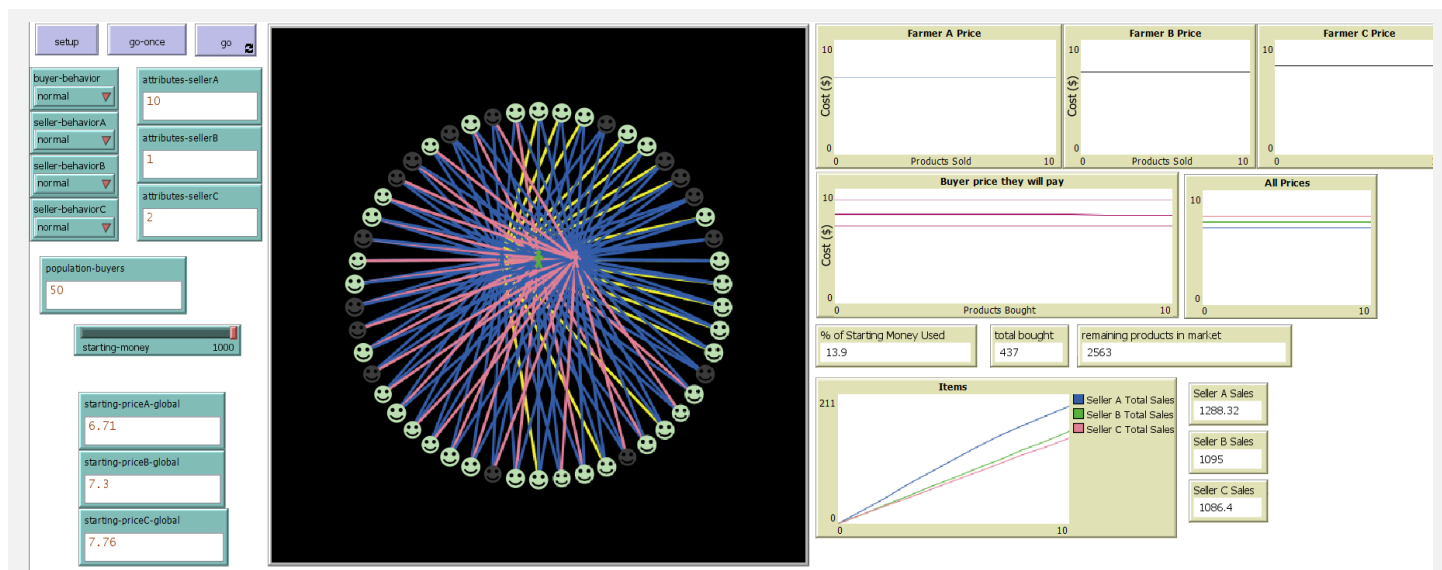 setup
go-once
go
buyer-behavior
normal
seller-behaviorA
normal
seller-behaviorB
normal
seller-behaviorC
normal
attributes-sellerA
10
attributes-sellerB
1
attributes-sellerC
2
population-buyers
50
starting-money 1000
starting-priceA-global
6.71
starting-priceB-global
7.3
starting-priceC-global
7.76
Farmer A Price
10
Cost ($)
0
0 Products Sold 10
Farmer B Price
10
Cost ($)
0
0 Products Sold 10
Farmer C Price
10
0
0
Buyer price they will pay
10
Cost ($)
0
0 Products Bought 10
All Prices
10
0
0 10
% of Starting Money Used
13.9
total bought
437
remaining products in market
2563
Items
211
0
0 10
Seller A Total Sales
Seller B Total Sales
Seller C Total Sales
Seller A Sales
1288.32
Seller B Sales
1095
Seller C Sales
1086.4